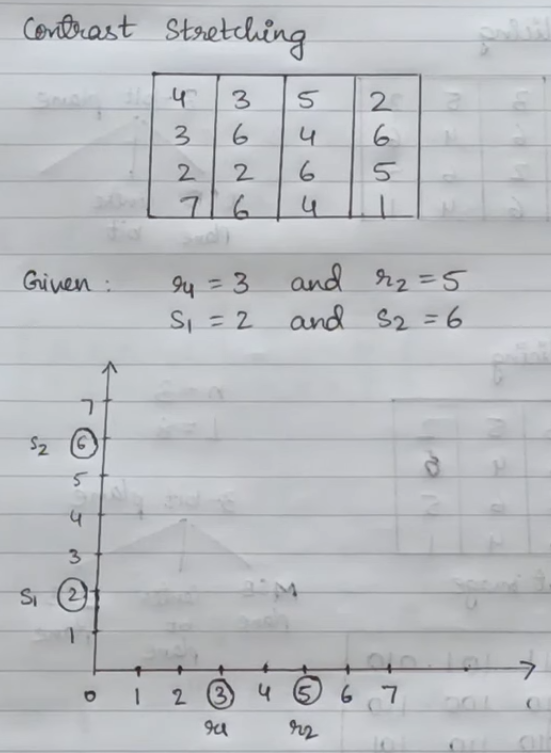 Contrast Stretching
4 3 5 2
3 6 4 6
2 2 6 5
7 6 4 1
Given : r1 = 3 and r2 = 5
S1 = 2 and S2 = 6
7
S2 6
5
4
3
S1 2
1
0 1 2 3 4 5 6 7
r1 r2